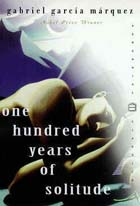 gabriel garcía márquez
Nobel Prize Winner
one
hundred
years
of
solitude